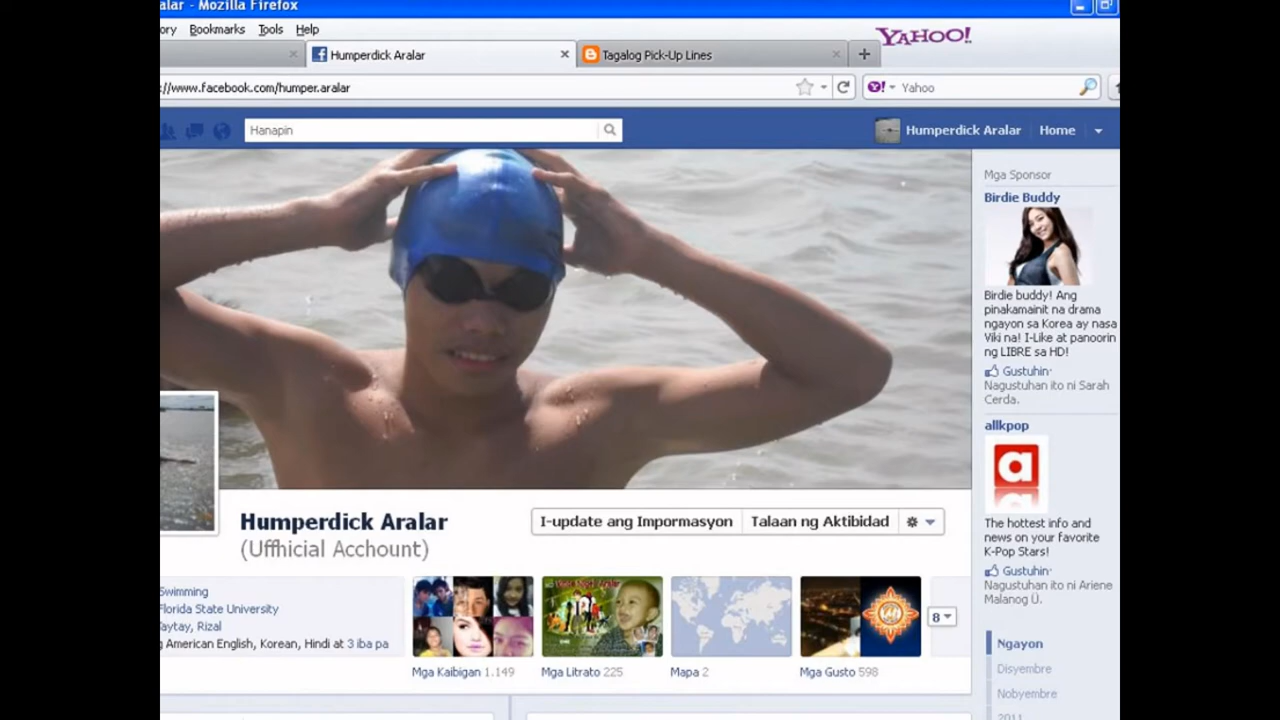 alar - Mozilla Firefox
ory Bookmarks Tools Help
Humperdick Aralar
Tagalog Pick-Up Lines
YAHOO!
://www.facebook.com/humper.aralar
Y! Yahoo
Hanapin
Humperdick Aralar Home
Mga Sponsor
Birdie Buddy
Birdie buddy! Ang
pinakamainit na drama
ngayon sa Korea ay nasa
Viki na! I-Like at panoorin
ng LIBRE sa HD!
Gustuhin·
Nagustuhan ito ni Sarah
Cerda.
allkpop
a
The hottest info and
news on your favorite
K-Pop Stars!
Gustuhin·
Nagustuhan ito ni Ariene
Malanog Ü.
Humperdick Aralar
(Uffhicial Acchount)
I-update ang Impormasyon
Talaan ng Aktibidad
Swimming
Florida State University
Taytay, Rizal
g American English, Korean, Hindi at 3 iba pa
Mga Kaibigan 1.149
Mga Litrato 225
Mapa 2
Mga Gusto 598
8
Ngayon
Disyembre
Nobyembre
2011